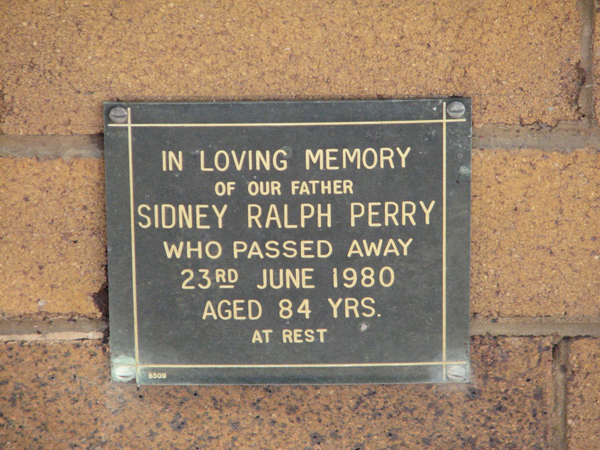 IN LOVING MEMORY
OF OUR FATHER
SIDNEY RALPH PERRY
WHO PASSED AWAY
23RD JUNE 1980
AGED 84 YRS.
AT REST
8509